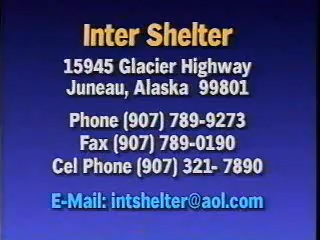 Inter Shelter
15945 Glacier Highway
Juneau, Alaska 99801
Phone (907) 789-9273
Fax (907) 789-0190
Cel Phone (907) 321- 7890
E-Mail: intshelter@aol.com